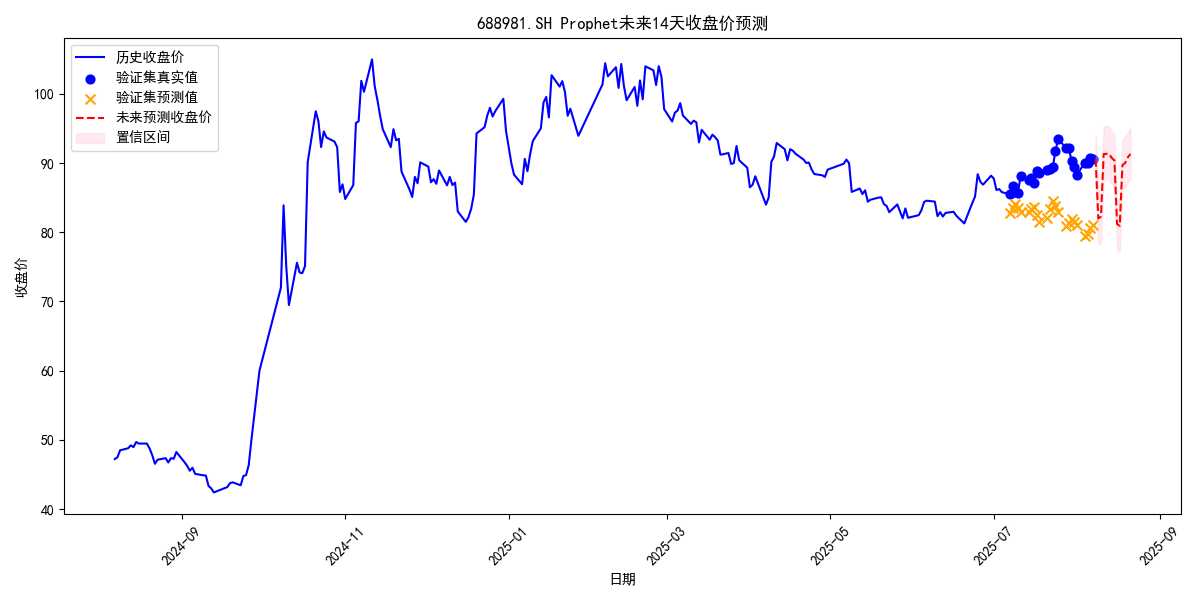 688981.SH Prophet未来14天收盘价预测
历史收盘价
验证集真实值
验证集预测值
未来预测收盘价
置信区间
收盘价
100
90
80
70
60
50
40
2024-09
2024-11
2025-01
2025-03
2025-05
2025-07
2025-09
日期